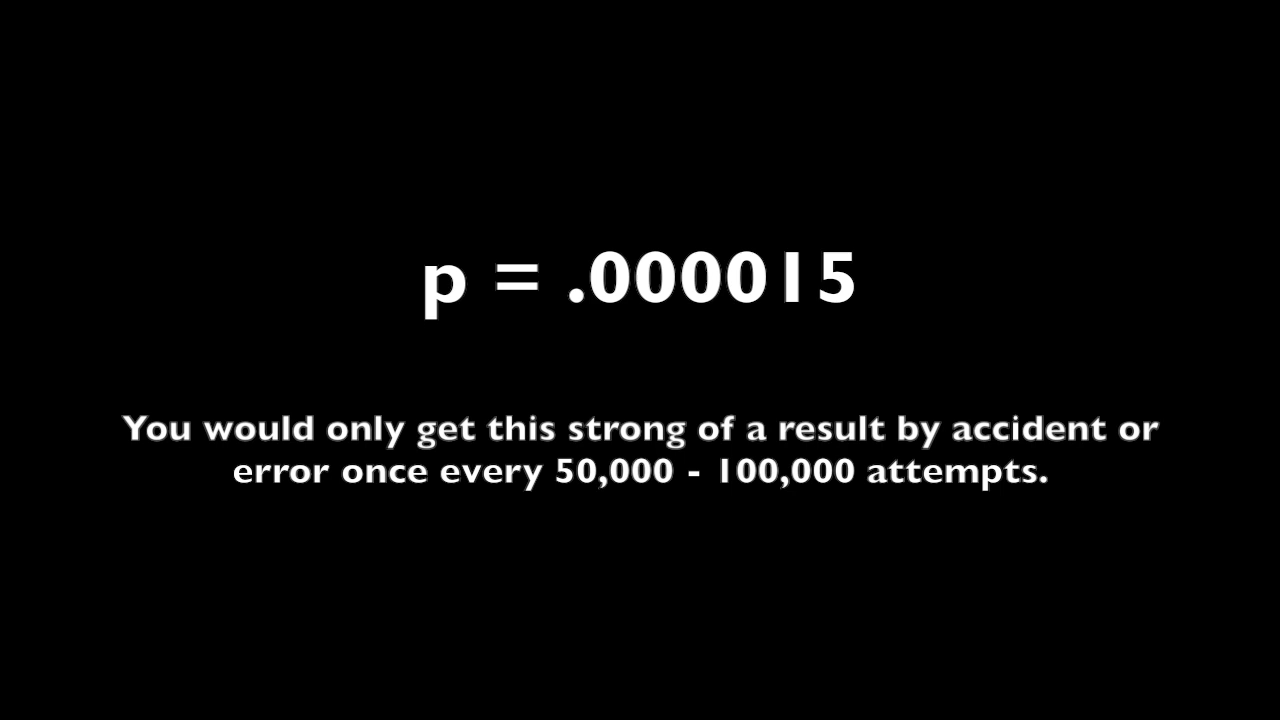 p = .000015
You would only get this strong of a result by accident or
error once every 50,000 - 100,000 attempts.